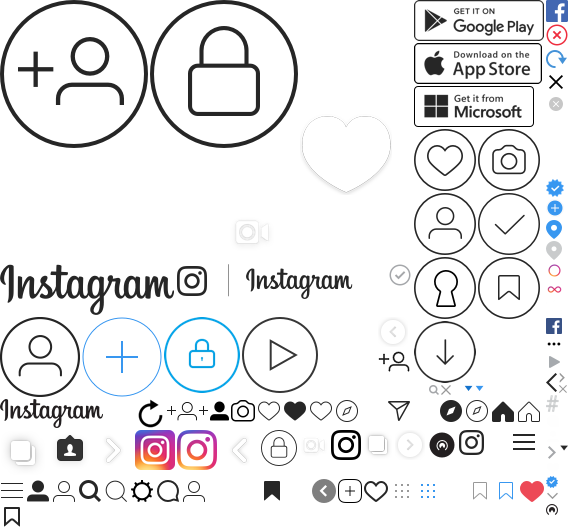 GET IT ON
Google Play
Download on the
App Store
Get it from
Microsoft
Instagram
Instagram
Instagram